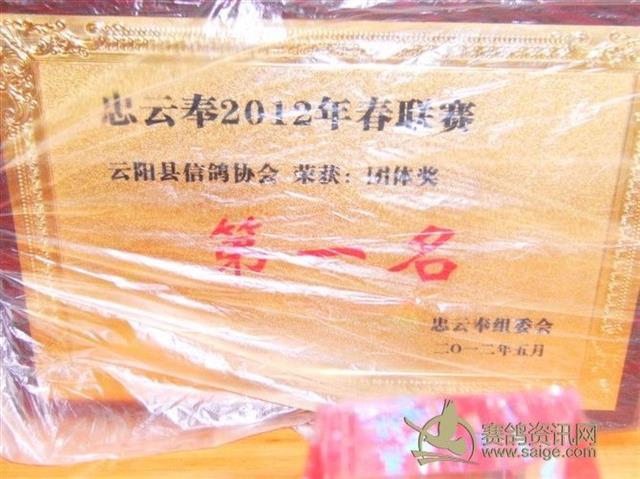 忠云奉2012年春联赛
云阳县信鸽协会 荣获：团体奖
第一名
忠云奉组委会
二〇一二年五月
赛鸽资讯网
www.saige.com